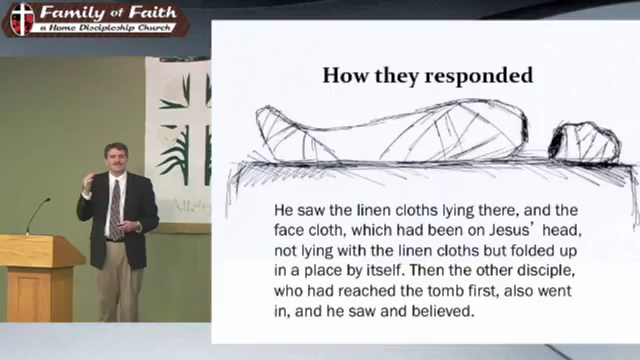 Family of Faith
a Home Discipleship Church
How they responded
He saw the linen cloths lying there, and the
face cloth, which had been on Jesus' head,
not lying with the linen cloths but folded up
in a place by itself. Then the other disciple,
who had reached the tomb first, also went
in, and he saw and believed.